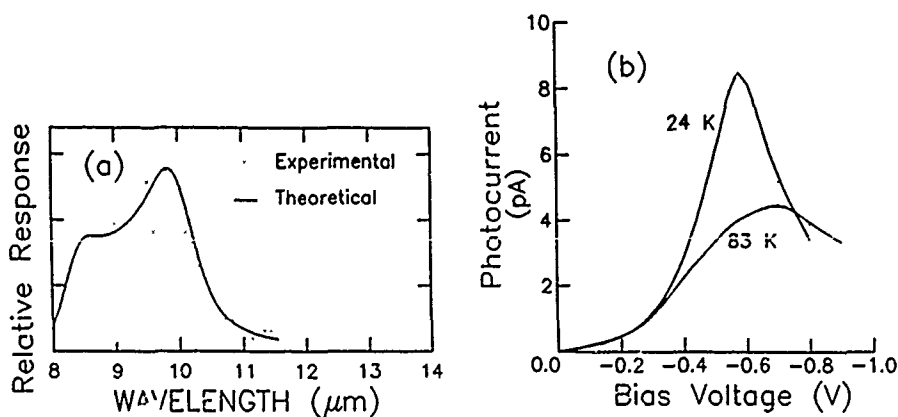 (a)
Experimental
Theoretical
Relative Response
8 9 10 11 12 13 14
WAVELENGTH (μm)
(b)
10
8
6
4
2
0
24 K
83 K
Photocurrent
(pA)
0.0 -0.2 -0.4 -0.6 -0.8 -1.0
Bias Voltage (V)